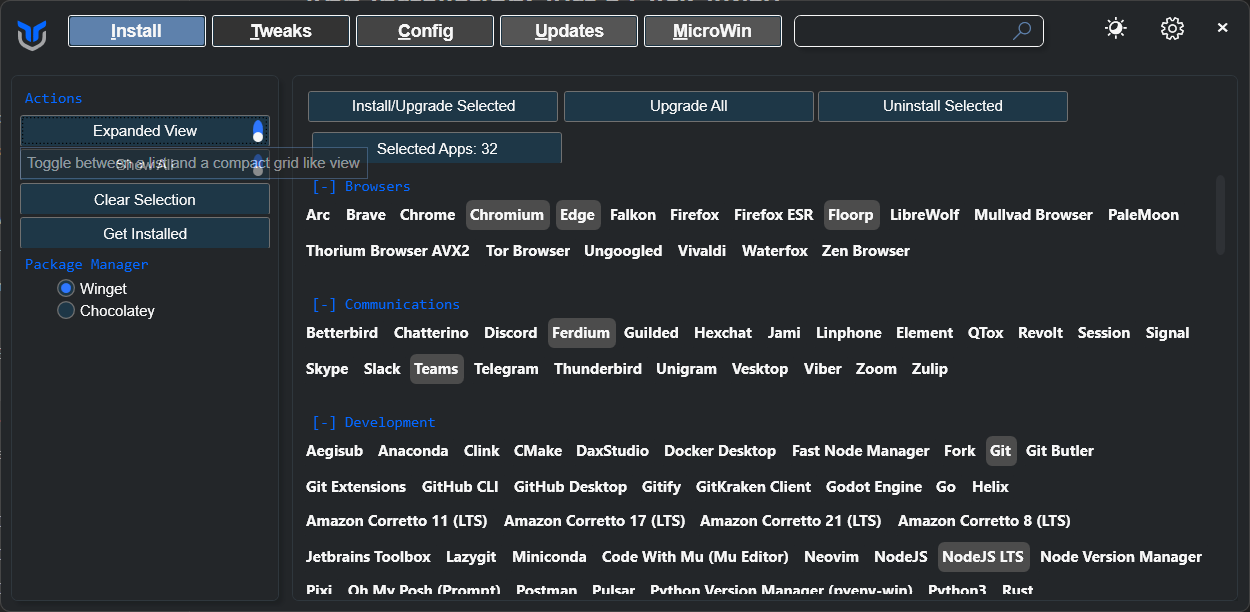 Install Tweaks Config Updates MicroWin
Actions
Expanded View
Show All
Toggle between a list and a compact grid like view
Clear Selection
Get Installed
Package Manager
Winget
Chocolatey
Install/Upgrade Selected Upgrade All Uninstall Selected
Selected Apps: 32
[-] Browsers
Arc Brave Chrome Chromium Edge Falkon Firefox Firefox ESR Floorp LibreWolf Mullvad Browser PaleMoon
Thorium Browser AVX2 Tor Browser Ungoogled Vivaldi Waterfox Zen Browser
[-] Communications
Betterbird Chatterino Discord Ferdium Guilded Hexchat Jami Linphone Element QTox Revolt Session Signal
Skype Slack Teams Telegram Thunderbird Unigram Vesktop Viber Zoom Zulip
[-] Development
Aegisub Anaconda Clink CMake DaxStudio Docker Desktop Fast Node Manager Fork Git Git Butler
Git Extensions GitHub CLI GitHub Desktop Gitify GitKraken Client Godot Engine Go Helix
Amazon Corretto 11 (LTS) Amazon Corretto 17 (LTS) Amazon Corretto 21 (LTS) Amazon Corretto 8 (LTS)
Jetbrains Toolbox Lazygit Miniconda Code With Mu (Mu Editor) Neovim NodeJS NodeJS LTS Node Version Manager
Pixi Oh My Posh (Prompt) Postman Pulsar Python Version Manager (pyenv-win) Python3 Rust